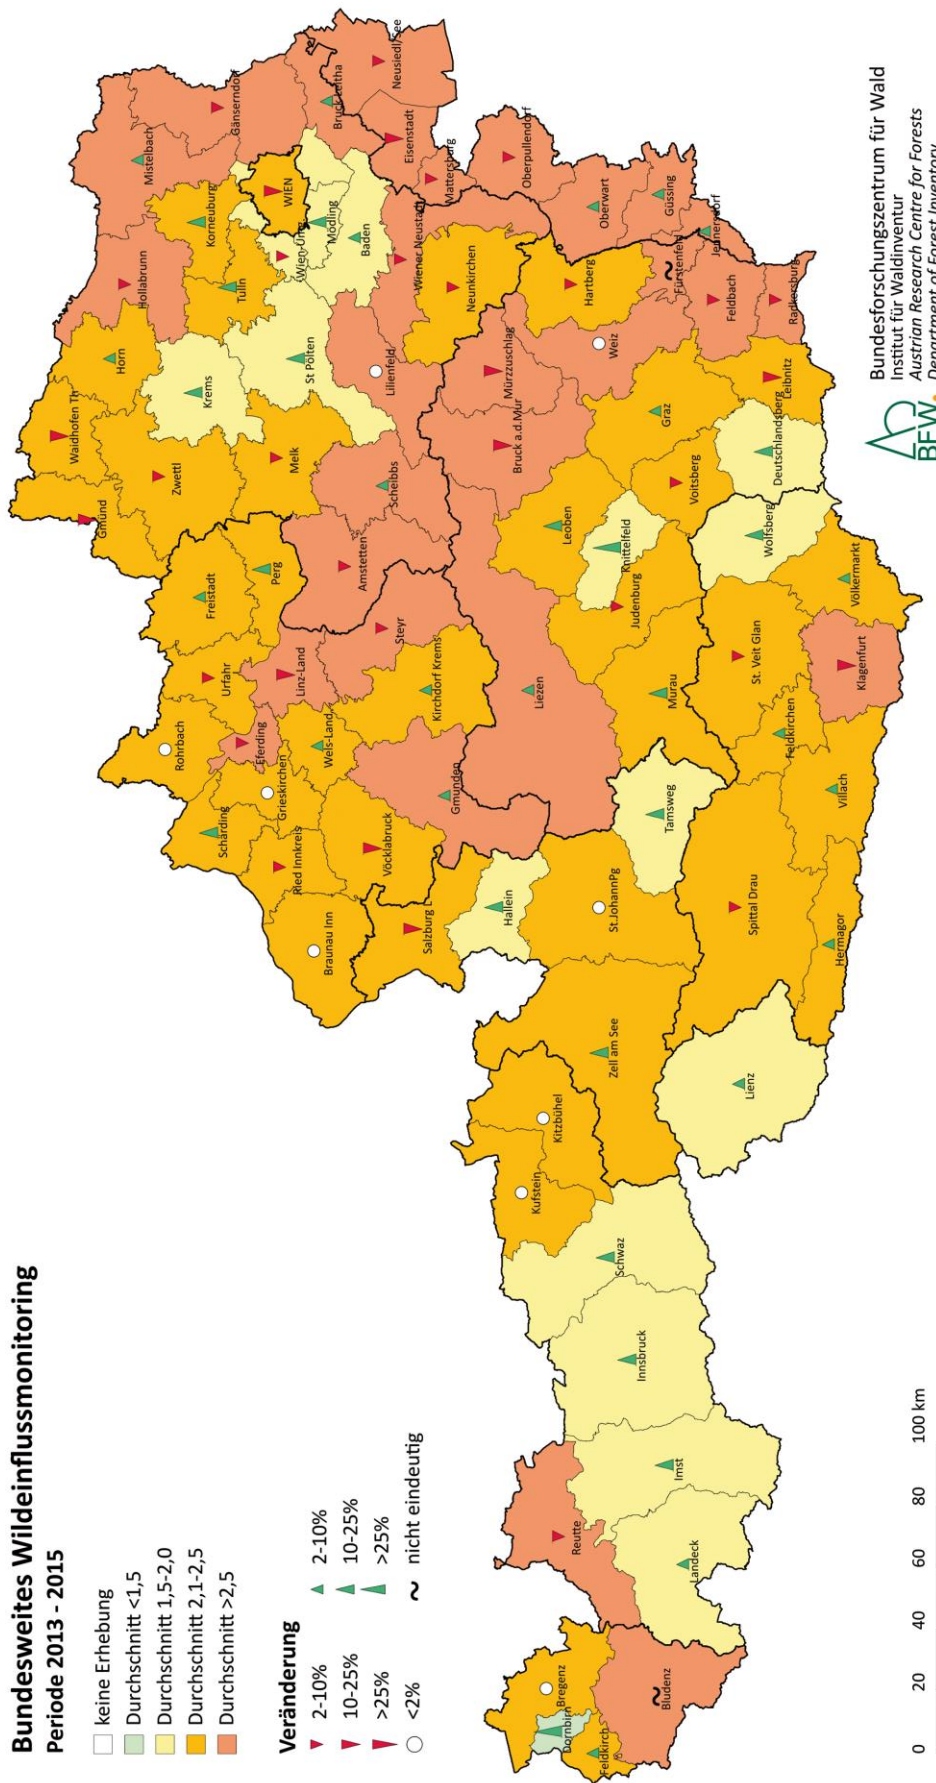 Bundesweites Wildeinflussmonitoring
Periode 2013 - 2015
keine Erhebung
Durchschnitt <1,5
Durchschnitt 1,5-2,0
Durchschnitt 2,1-2,5
Durchschnitt >2,5
Veränderung
2-10%
2-10%
10-25%
10-25%
>25%
>25%
<2%
~ nicht eindeutig
0 20 40 60 80 100 km
Bregenz
Dornbirn
Feldkirch
Bludenz
Reutte
Landeck
Imst
Innsbruck
Schwaz
Kufstein
Kitzbühel
Lienz
Zell am See
St.JohannPg
Hallein
Salzburg
Tamsweg
Spittal Drau
Hermagor
Villach
Feldkirchen
St. Veit Glan
Klagenfurt
Völkermarkt
Wolfsberg
Braunau Inn
Ried Innkreis
Schärding
Grieskirchen
Rohrbach
Eferding
Urfahr
Vöcklabruck
Wels-Land
Linz-Land
Gmunden
Kirchdorf Krems
Steyr
Freistadt
Perg
Liezen
Murau
Judenburg
Knittelfeld
Leoben
Bruck a.d.Mur
Mürzzuschlag
Voitsberg
Graz
Deutschlandsberg
Leibnitz
Weiz
Hartberg
Fürstenfeld
Feldbach
Radkersburg
Gmünd
Waidhofen Th
Zwettl
Horn
Krems
Melk
Amstetten
Scheibbs
St Pölten
Lilienfeld
Hollabrunn
Mistelbach
Korneuburg
Tulln
Gänserndorf
WIEN
Wien-Umg
Mödling
Baden
Bruck Leitha
Wiener Neustadt
Neunkirchen
Neusiedl/See
Eisenstadt
Mattersburg
Oberpullendorf
Oberwart
Güssing
Jennersdorf
BFW
Bundesforschungszentrum für Wald
Institut für Waldinventur
Austrian Research Centre for Forests
Department of Forest Inventory